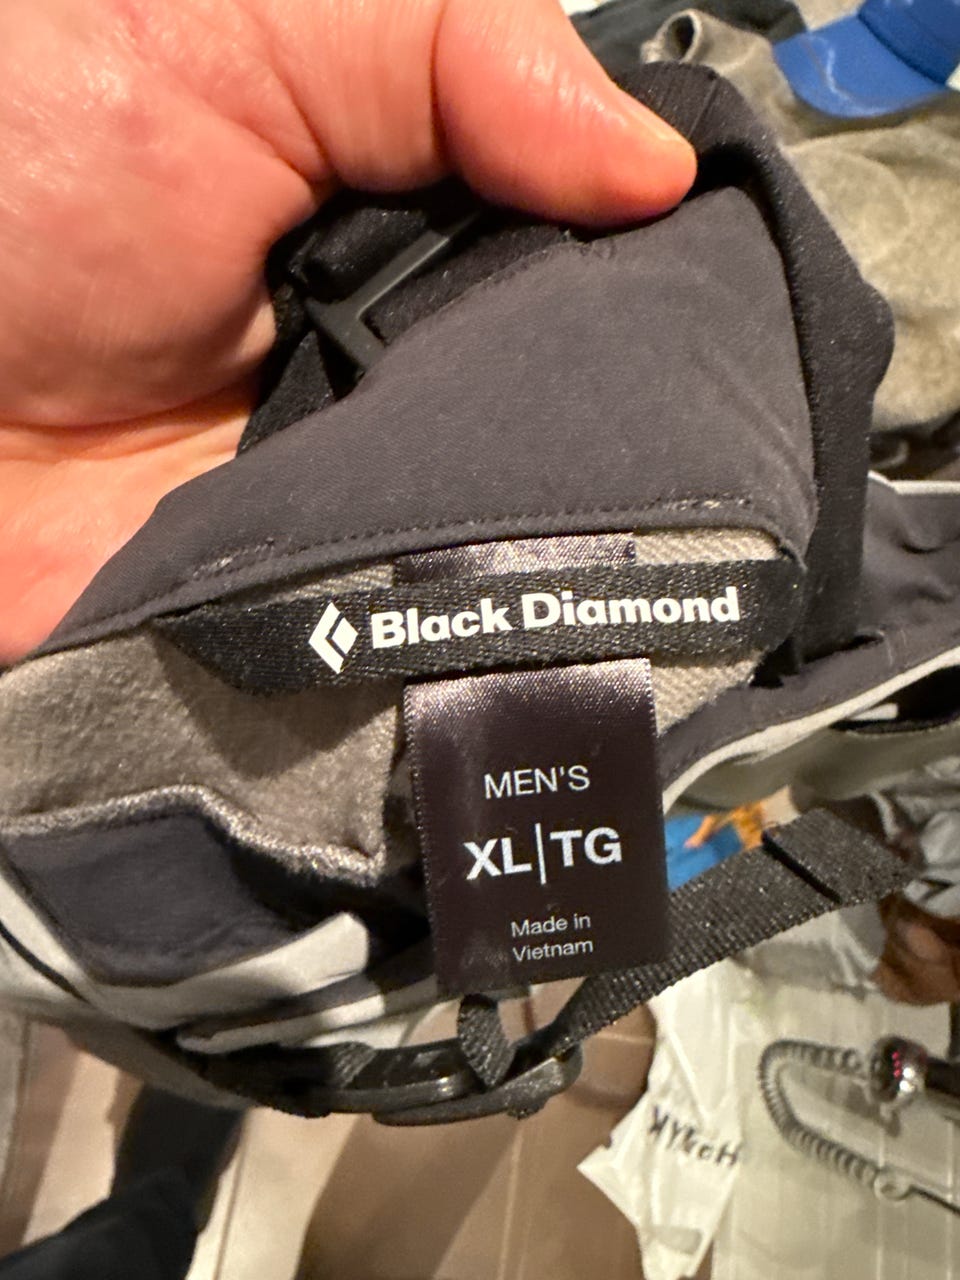 Black Diamond
MEN'S
XL|TG
Made in
Vietnam